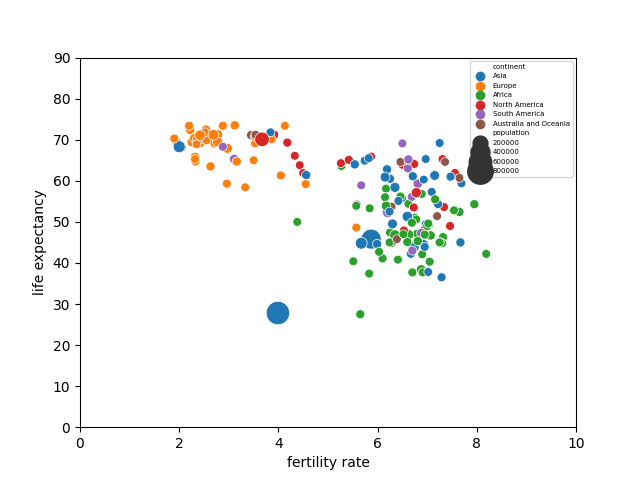 90
80
70
60
50
40
30
20
10
0
life expectancy
0 2 4 6 8 10
fertility rate
continent
Asia
Europe
Africa
North America
South America
Australia and Oceania
population
200000
400000
600000
800000